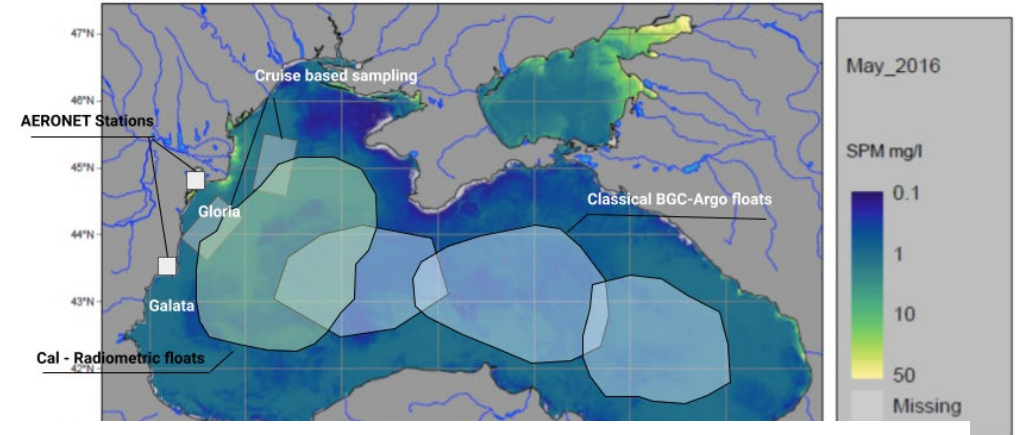 47°N
Cruise based sampling
46°N
AERONET Stations
45°N
Gloria
Classical BGC-Argo floats
44°N
43°N
Galata
Cal - Radiometric floats
42°N
May_2016
SPM mg/l
0.1
1
10
50
Missing